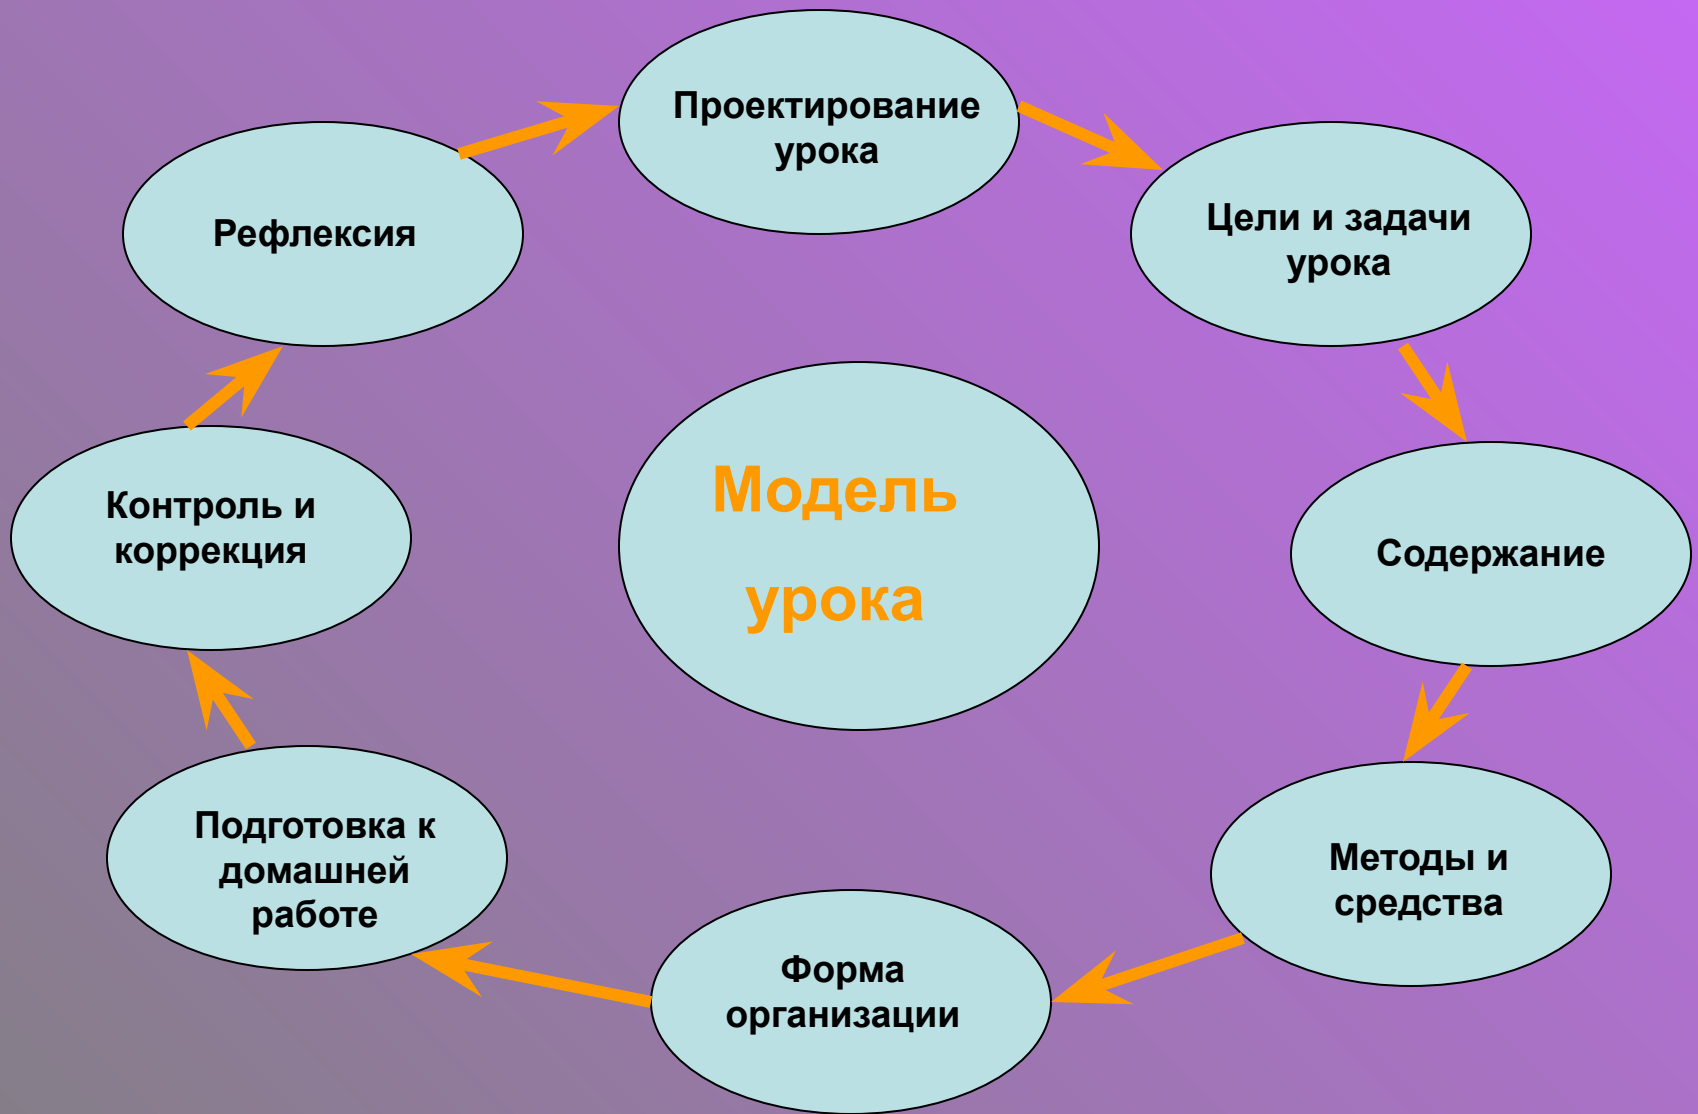 Проектирование
урока
Цели и задачи
урока
Содержание
Методы и
средства
Форма
организации
Подготовка к
домашней
работе
Контроль и
коррекция
Рефлексия
Модель
урока